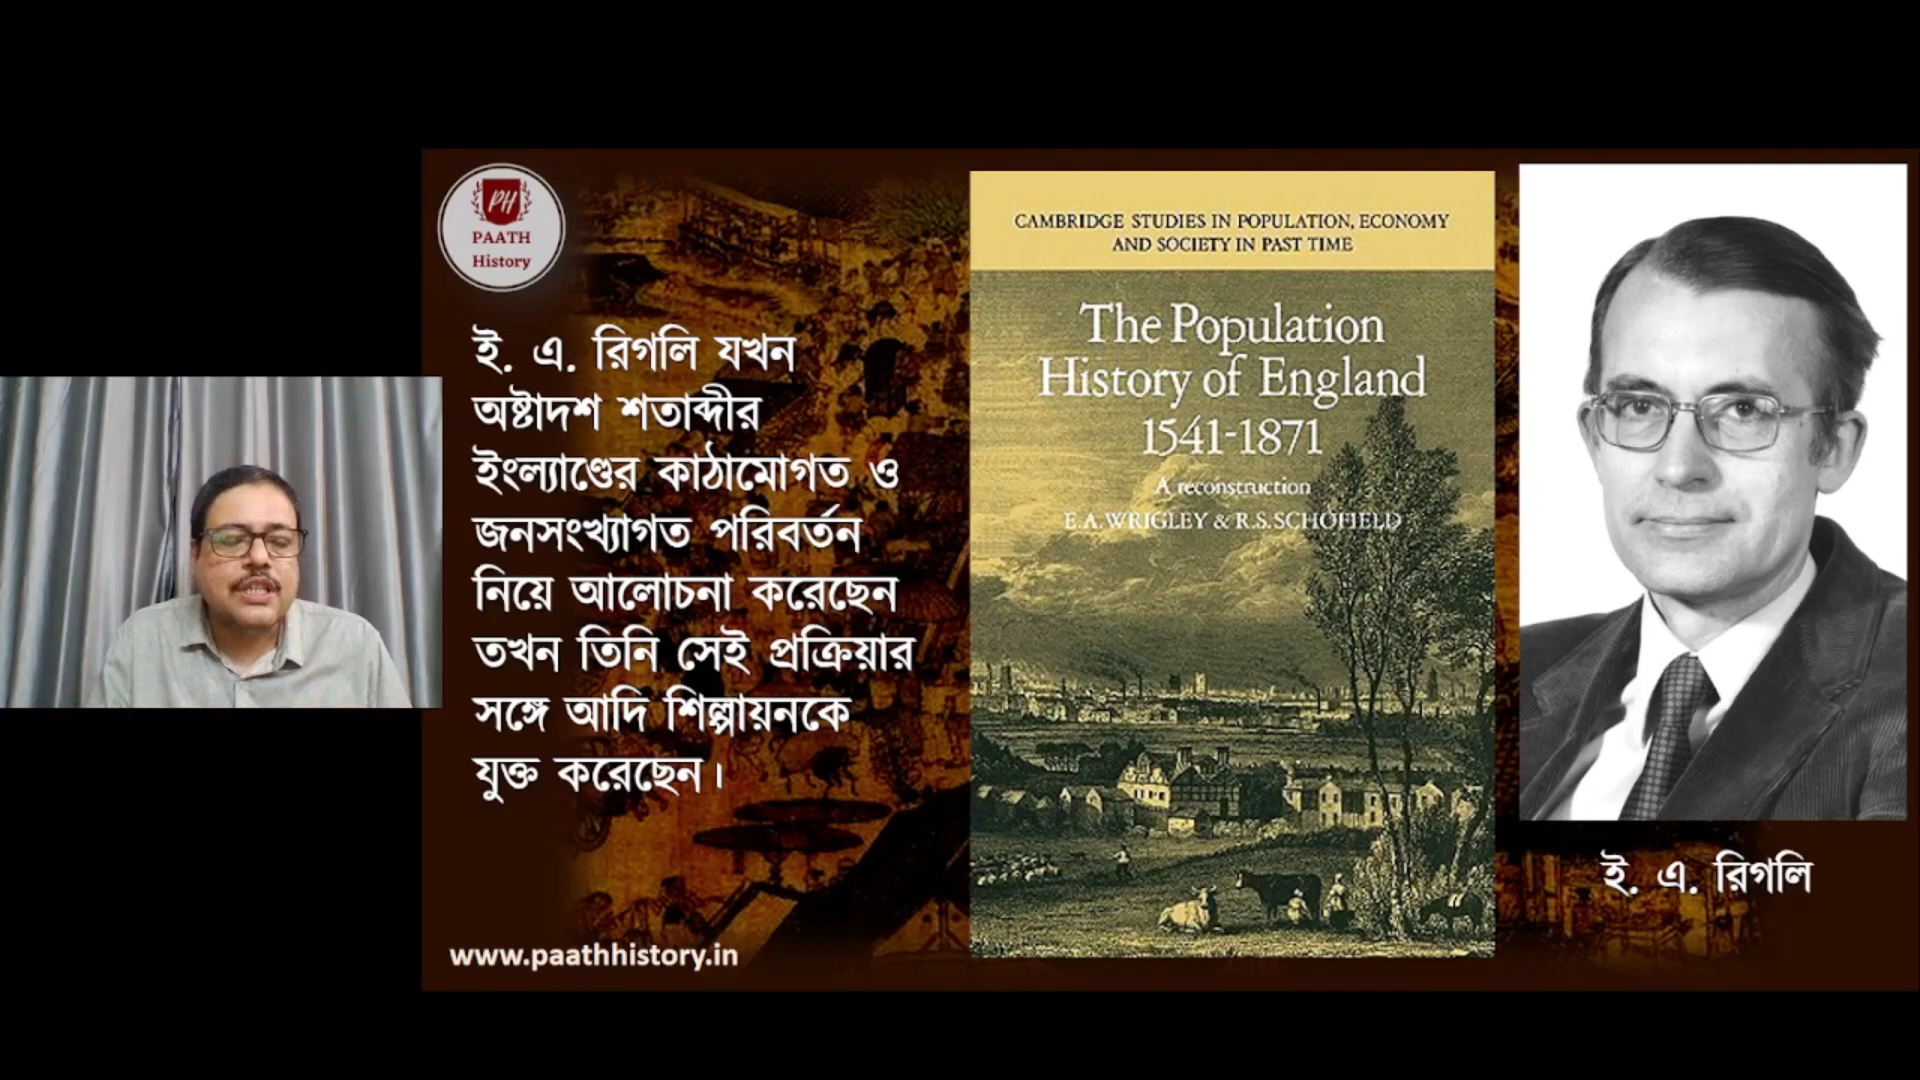 PH
PAATH
History
ই. এ. রিগলি যখন
অষ্টাদশ শতাব্দীর
ইংল্যাণ্ডের কাঠামোগত ও
জনসংখ্যাগত পরিবর্তন
নিয়ে আলোচনা করেছেন
তখন তিনি সেই প্রক্রিয়ার
সঙ্গে আদি শিল্পায়নকে
যুক্ত করেছেন।
www.paathhistory.in
CAMBRIDGE STUDIES IN POPULATION, ECONOMY
AND SOCIETY IN PAST TIME
The Population
History of England
1541-1871
A reconstruction
E.A.WRIGLEY & R.S.SCHOFIELD
ই. এ. রিগলি